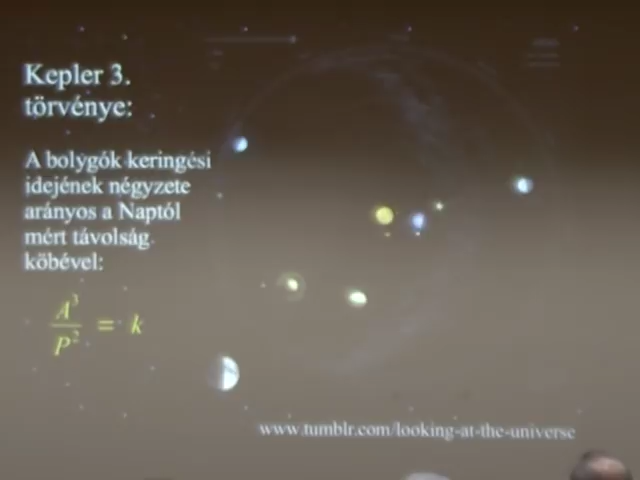 Kepler 3.
törvénye:
A bolygók keringési
idejének négyzete
arányos a Naptól
mért távolság
köbével:
A³/P² = k
www.tumblr.com/looking-at-the-universe